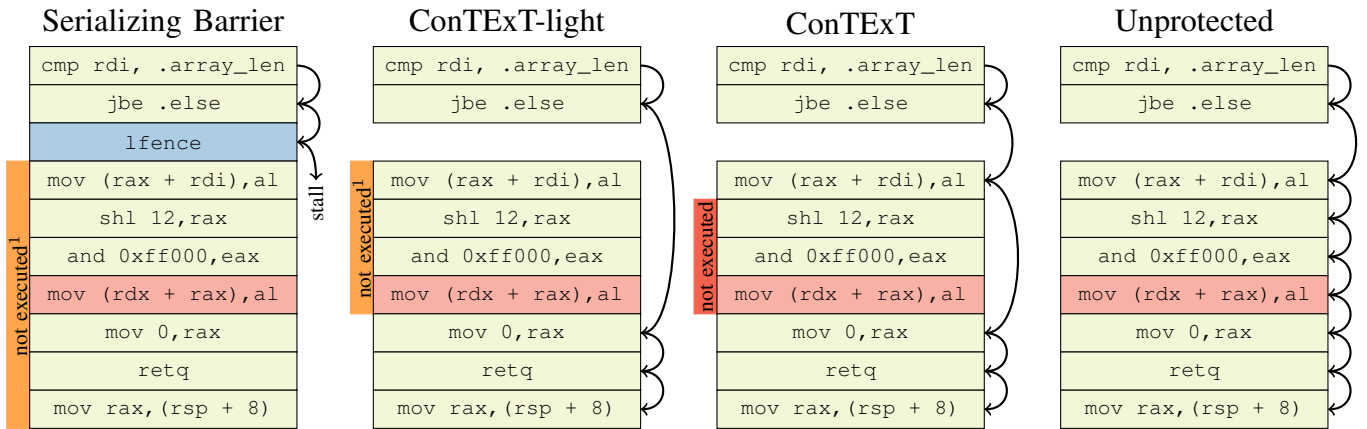 Serializing Barrier
cmp rdi, .array_len
jbe .else
lfence
mov (rax + rdi),al
shl 12,rax
and 0xff000,eax
mov (rdx + rax),al
mov 0,rax
retq
mov rax,(rsp + 8)
not executed¹
stall
ConTExT-light
cmp rdi, .array_len
jbe .else
mov (rax + rdi),al
shl 12,rax
and 0xff000,eax
mov (rdx + rax),al
mov 0,rax
retq
mov rax,(rsp + 8)
not executed¹
ConTExT
cmp rdi, .array_len
jbe .else
mov (rax + rdi),al
shl 12,rax
and 0xff000,eax
mov (rdx + rax),al
mov 0,rax
retq
mov rax,(rsp + 8)
not executed
Unprotected
cmp rdi, .array_len
jbe .else
mov (rax + rdi),al
shl 12,rax
and 0xff000,eax
mov (rdx + rax),al
mov 0,rax
retq
mov rax,(rsp + 8)